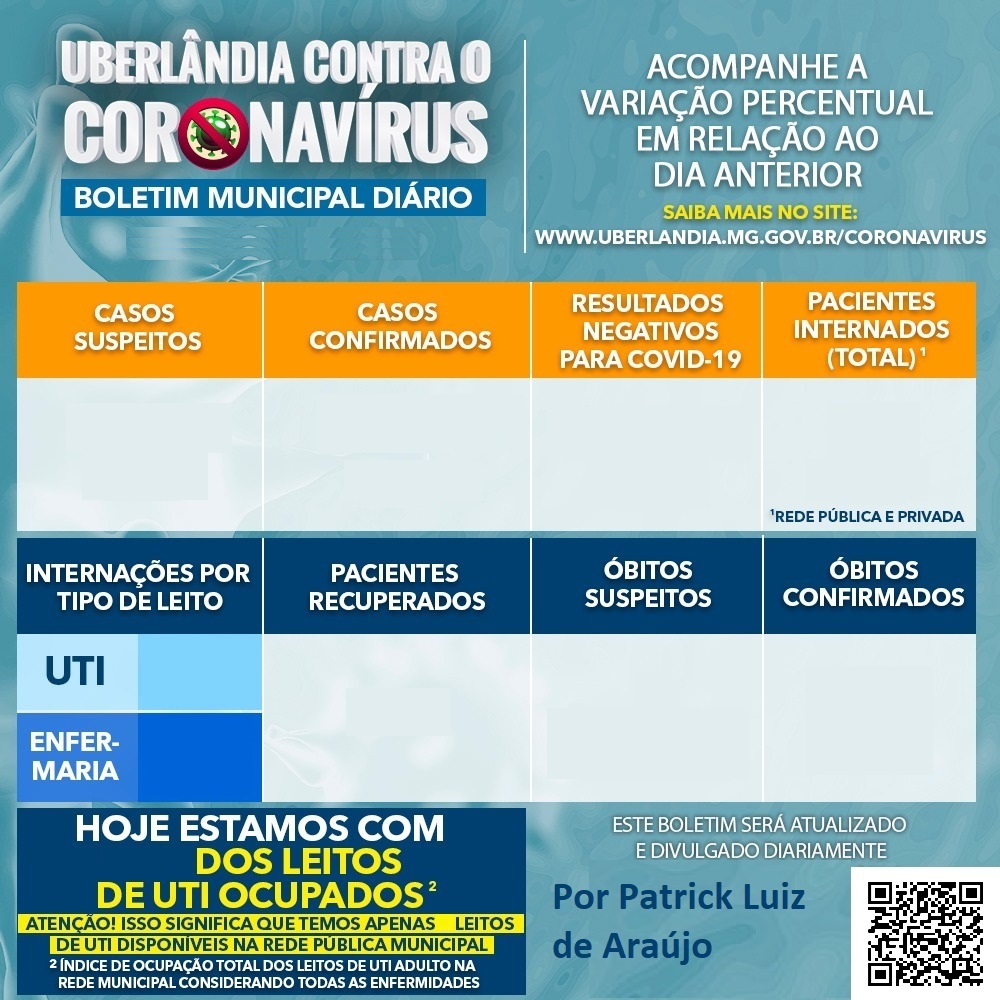 UBERLÂNDIA CONTRA O
CORONAVÍRUS
BOLETIM MUNICIPAL DIÁRIO
ACOMPANHE A
VARIAÇÃO PERCENTUAL
EM RELAÇÃO AO
DIA ANTERIOR
SAIBA MAIS NO SITE:
WWW.UBERLANDIA.MG.GOV.BR/CORONAVIRUS
CASOS
SUSPEITOS
CASOS
CONFIRMADOS
RESULTADOS
NEGATIVOS
PARA COVID-19
PACIENTES
INTERNADOS
(TOTAL) ¹
¹REDE PÚBLICA E PRIVADA
INTERNAÇÕES POR
TIPO DE LEITO
PACIENTES
RECUPERADOS
ÓBITOS
SUSPEITOS
ÓBITOS
CONFIRMADOS
UTI
ENFER-
MARIA
HOJE ESTAMOS COM
DOS LEITOS
DE UTI OCUPADOS ²
ATENÇÃO! ISSO SIGNIFICA QUE TEMOS APENAS LEITOS
DE UTI DISPONÍVEIS NA REDE PÚBLICA MUNICIPAL
² ÍNDICE DE OCUPAÇÃO TOTAL DOS LEITOS DE UTI ADULTO NA
REDE MUNICIPAL CONSIDERANDO TODAS AS ENFERMIDADES
ESTE BOLETIM SERÁ ATUALIZADO
E DIVULGADO DIARIAMENTE
Por Patrick Luiz
de Araújo